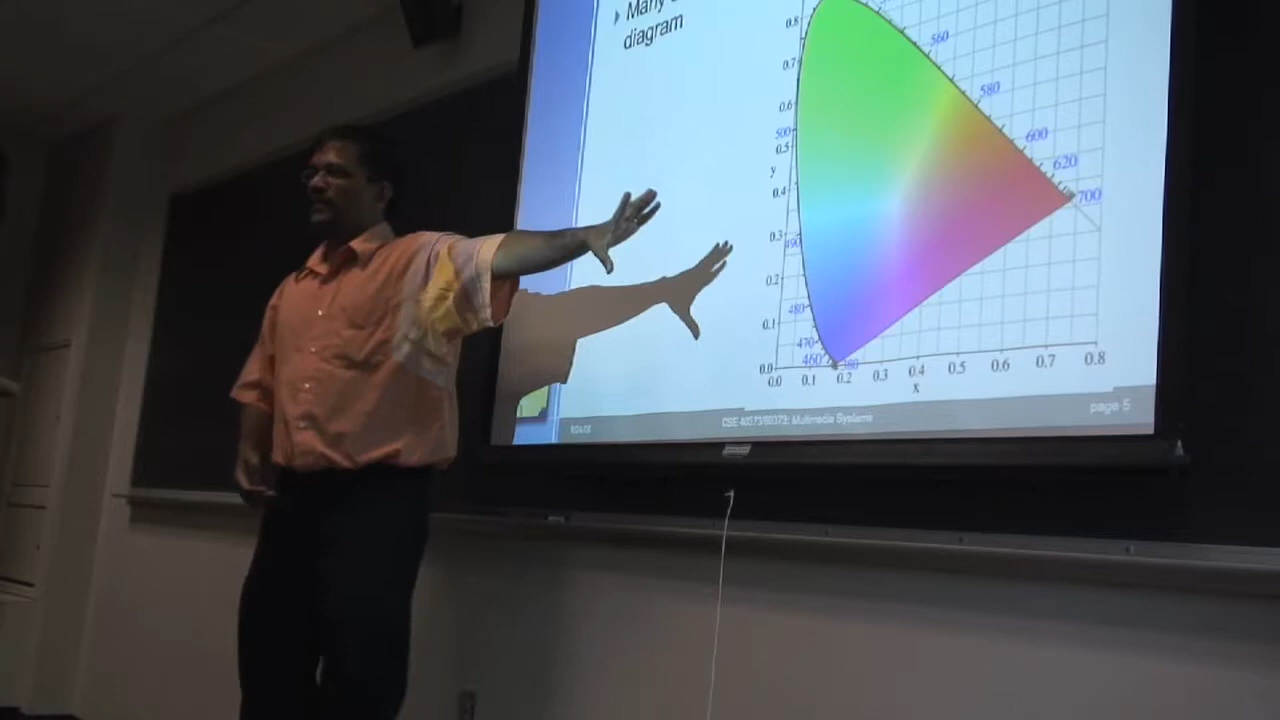 Many
diagram
0.8
560
0.7
580
0.6
500
600
0.5
y
620
0.4
700
0.3
490
0.2
480
0.1
470
460
380
0.0
0.0 0.1 0.2 0.3 0.4 0.5 0.6 0.7 0.8
x
CSE 40373/60373: Multimedia Systems
page 5